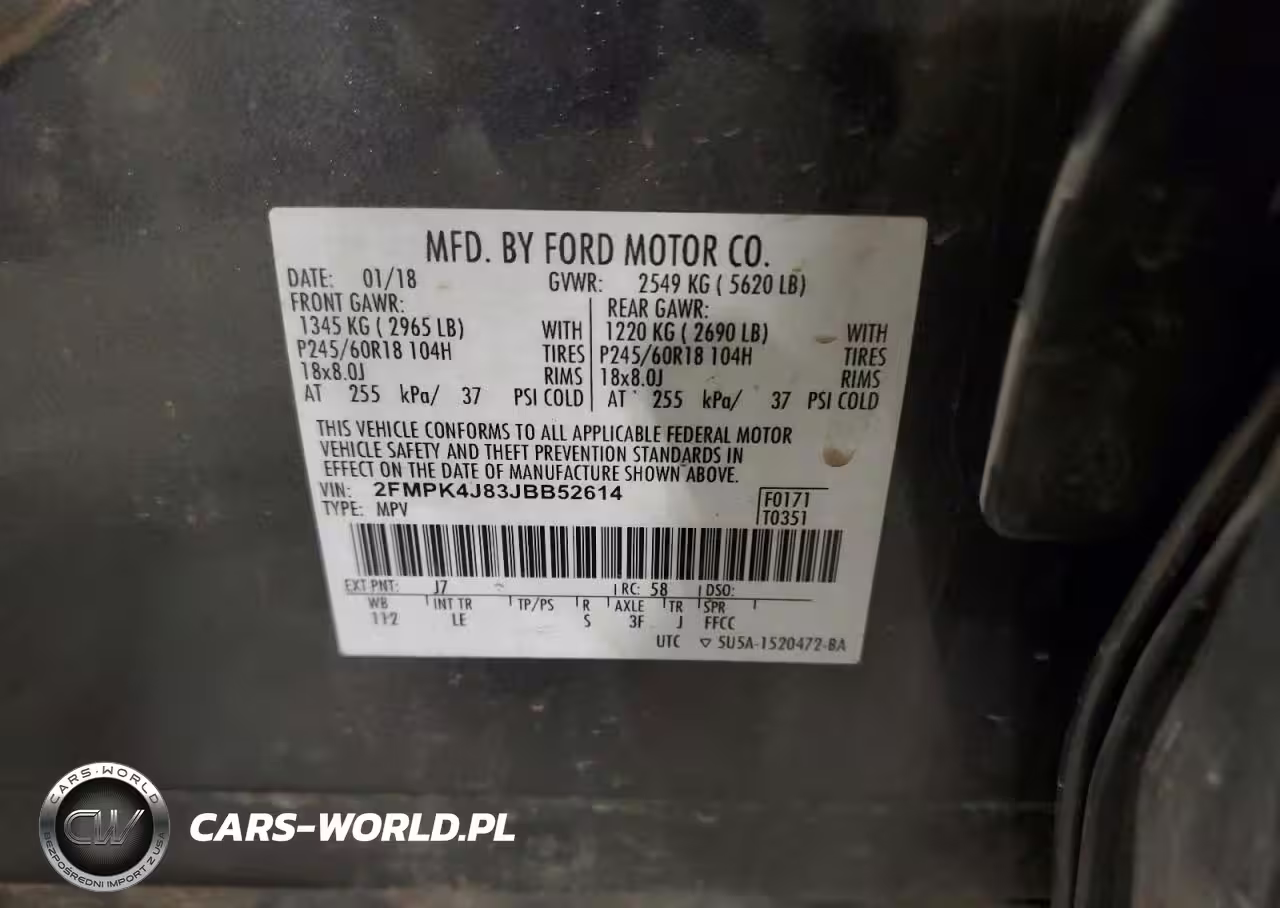 MFD. BY FORD MOTOR CO.
DATE: 01/18 GVWR: 2549 KG ( 5620 LB)
FRONT GAWR: REAR GAWR:
1345 KG ( 2965 LB) WITH 1220 KG ( 2690 LB) WITH
P245/60R18 104H TIRES P245/60R18 104H TIRES
18x8.0J RIMS 18x8.0J RIMS
AT 255 kPa/ 37 PSI COLD AT 255 kPa/ 37 PSI COLD
THIS VEHICLE CONFORMS TO ALL APPLICABLE FEDERAL MOTOR
VEHICLE SAFETY AND THEFT PREVENTION STANDARDS IN
EFFECT ON THE DATE OF MANUFACTURE SHOWN ABOVE.
VIN: 2FMPK4J83JBB52614 F0171
TYPE: MPV T0351
EXT PNT: J7 RC: 58 DSO:
WB INT TR TP/PS R AXLE TR SPR
112 LE S 3F J FFCC
UTC ▽ 5U5A-1520472-BA
CARS-WORLD
CW
BEZPOŚREDNI IMPORT Z USA
CARS-WORLD.PL